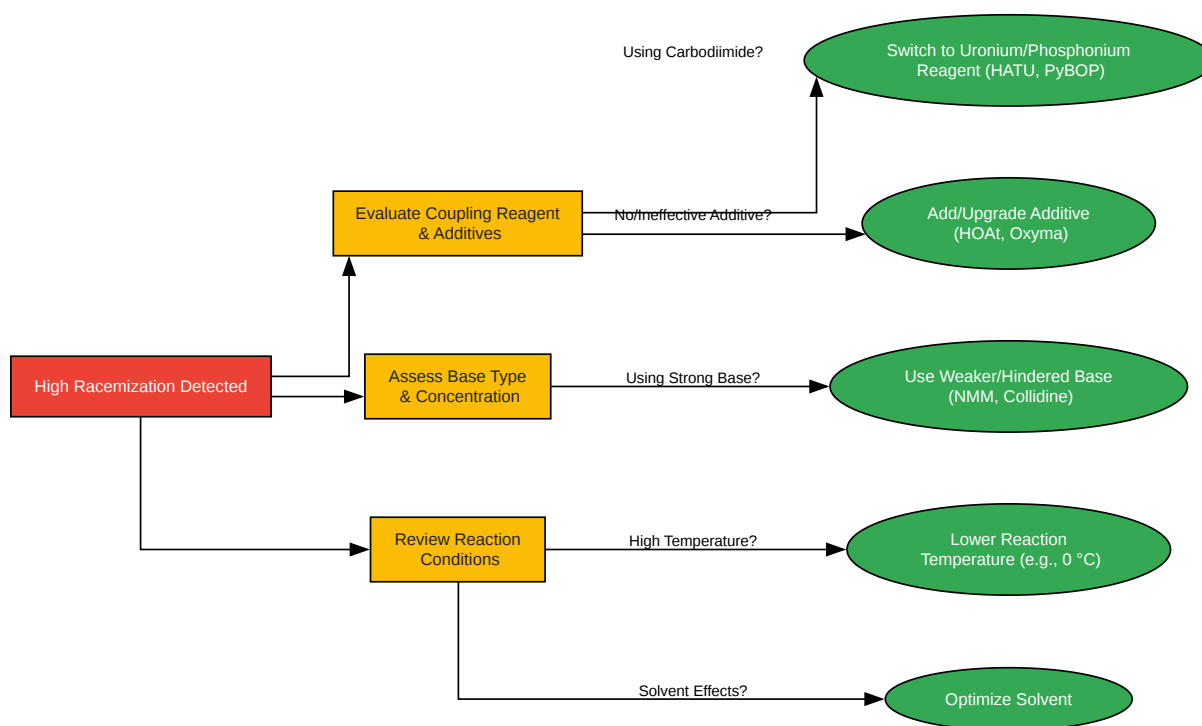 Using Carbodiimide?
Switch to Uronium/Phosphonium
Reagent (HATU, PyBOP)
Evaluate Coupling Reagent
& Additives
No/Ineffective Additive?
Add/Upgrade Additive
(HOAt, Oxyma)
High Racemization Detected
Assess Base Type
& Concentration
Using Strong Base?
Use Weaker/Hindered Base
(NMM, Collidine)
Review Reaction
Conditions
High Temperature?
Lower Reaction
Temperature (e.g., 0 °C)
Solvent Effects?
Optimize Solvent